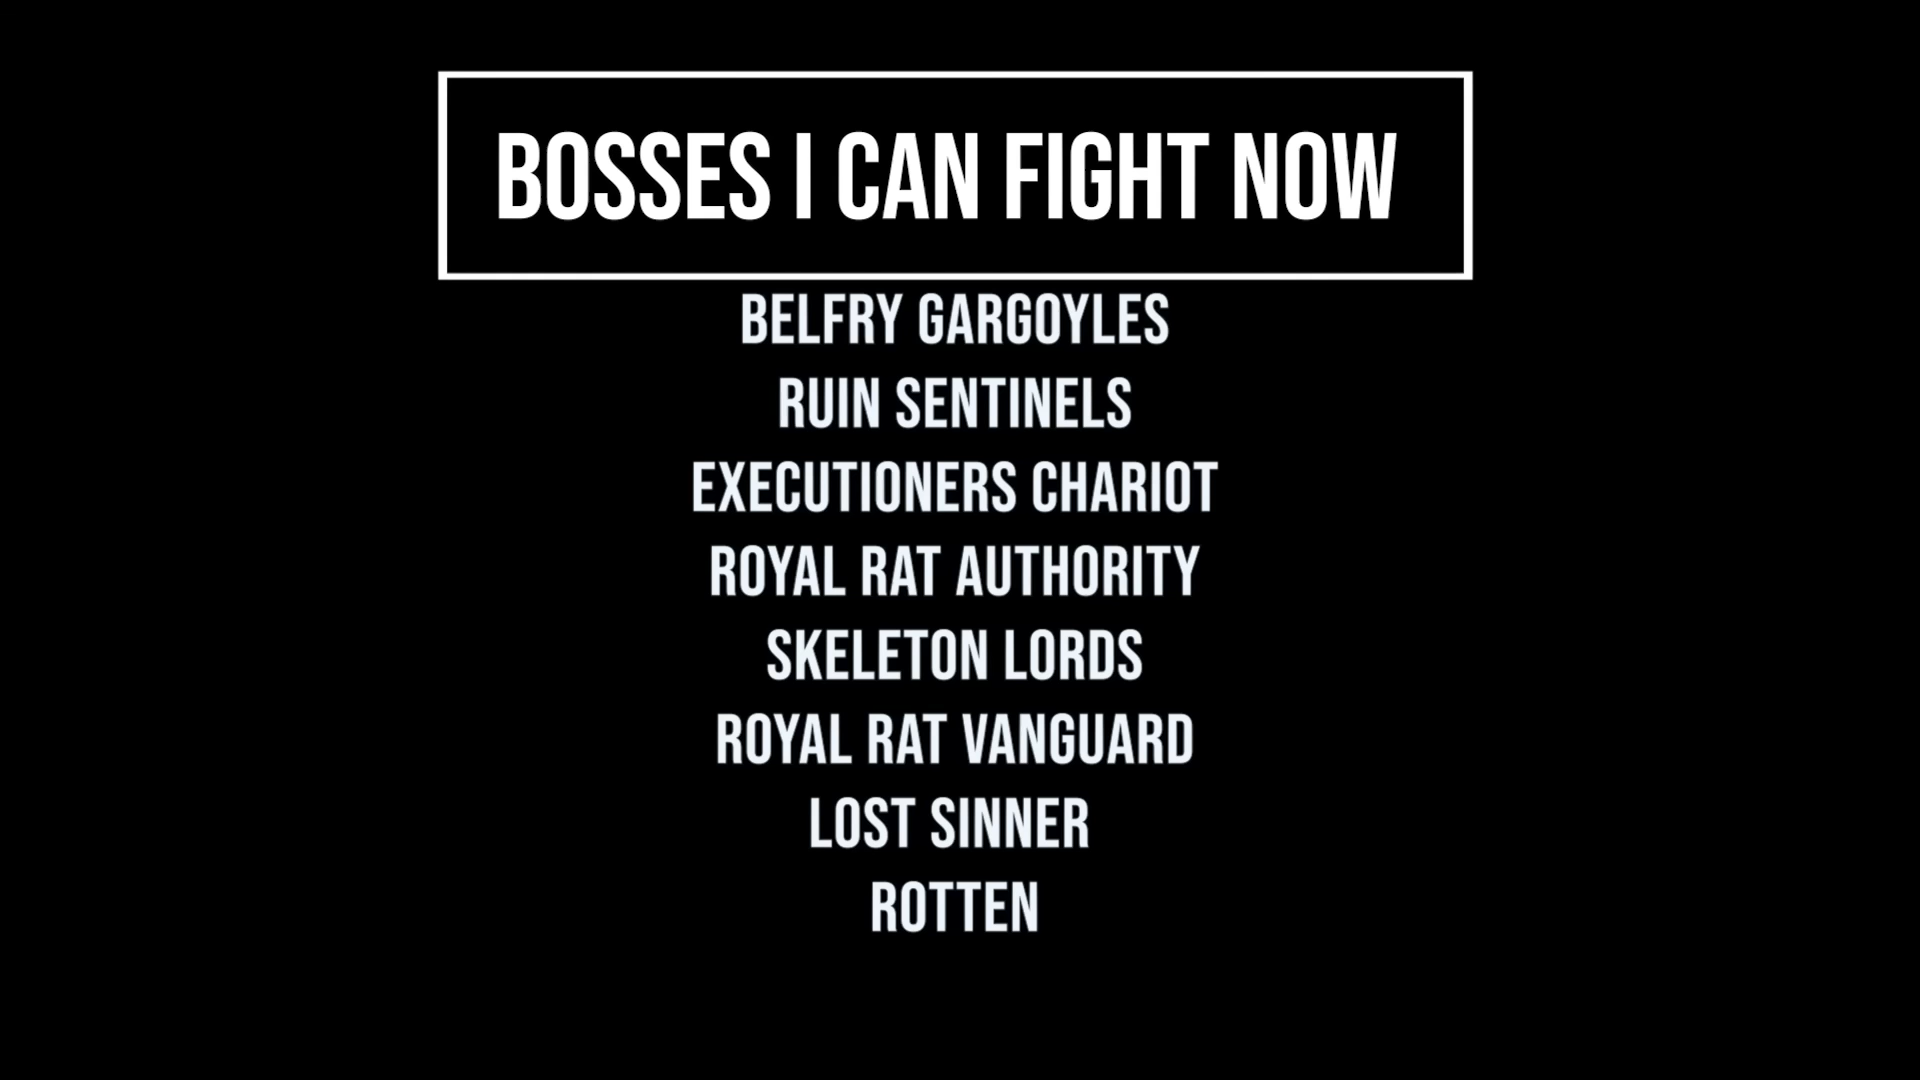 BOSSES I CAN FIGHT NOW
BELFRY GARGOYLES
RUIN SENTINELS
EXECUTIONERS CHARIOT
ROYAL RAT AUTHORITY
SKELETON LORDS
ROYAL RAT VANGUARD
LOST SINNER
ROTTEN